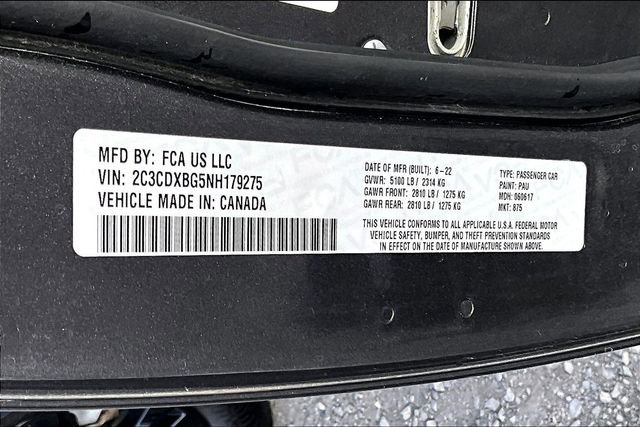 MFD BY: FCA US LLC
VIN: 2C3CDXBG5NH179275
VEHICLE MADE IN: CANADA
DATE OF MFR (BUILT): 6-22
GVWR: 5100 LB / 2314 KG
GAWR FRONT: 2810 LB / 1275 KG
GAWR REAR: 2810 LB / 1275 KG
TYPE: PASSENGER CAR
PAINT: PAU
MDH: 060617
MKT: 875
THIS VEHICLE CONFORMS TO ALL APPLICABLE U.S.A. FEDERAL MOTOR
VEHICLE SAFETY, BUMPER, AND THEFT PREVENTION STANDARDS
IN EFFECT ON THE DATE OF MANUFACTURE SHOWN ABOVE.